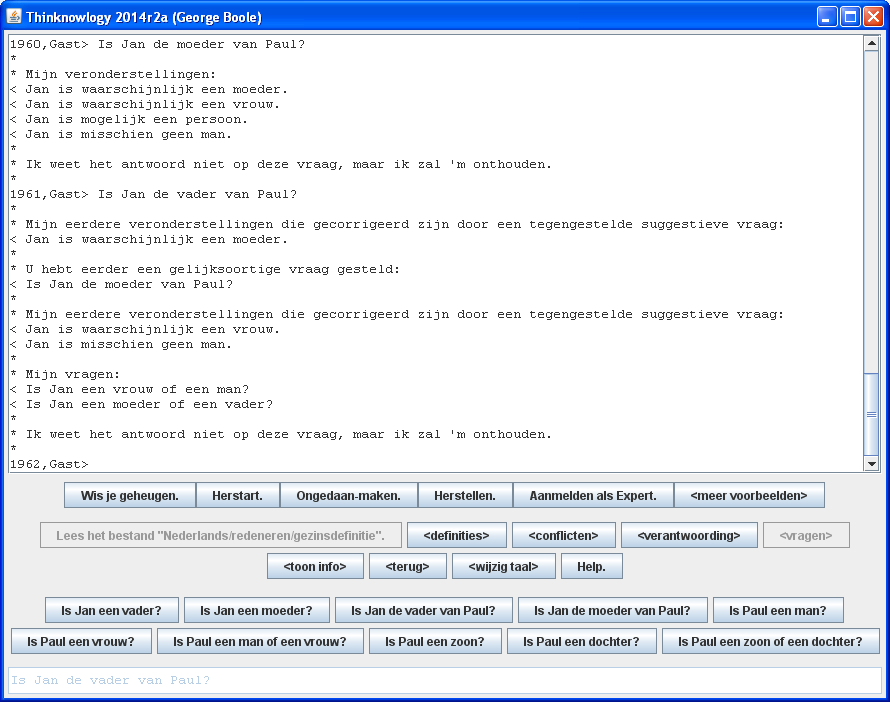 Thinknowlogy 2014r2a (George Boole)
1960,Gast> Is Jan de moeder van Paul?
*
* Mijn veronderstellingen:
< Jan is waarschijnlijk een moeder.
< Jan is waarschijnlijk een vrouw.
< Jan is mogelijk een persoon.
< Jan is misschien geen man.
*
* Ik weet het antwoord niet op deze vraag, maar ik zal 'm onthouden.
*
1961,Gast> Is Jan de vader van Paul?
*
* Mijn eerdere veronderstellingen die gecorrigeerd zijn door een tegengestelde suggestieve vraag:
< Jan is waarschijnlijk een moeder.
*
* U hebt eerder een gelijksoortige vraag gesteld:
< Is Jan de moeder van Paul?
*
* Mijn eerdere veronderstellingen die gecorrigeerd zijn door een tegengestelde suggestieve vraag:
< Jan is waarschijnlijk een vrouw.
< Jan is misschien geen man.
*
* Mijn vragen:
< Is Jan een vrouw of een man?
< Is Jan een moeder of een vader?
*
* Ik weet het antwoord niet op deze vraag, maar ik zal 'm onthouden.
*
1962,Gast>
Wis je geheugen. Herstart. Ongedaan-maken. Herstellen. Aanmelden als Expert. <meer voorbeelden>
Lees het bestand "Nederlands/redeneren/gezinsdefinitie". <definities> <conflicten> <verantwoording> <vragen>
<toon info> <terug> <wijzig taal> Help.
Is Jan een vader? Is Jan een moeder? Is Jan de vader van Paul? Is Jan de moeder van Paul? Is Paul een man?
Is Paul een vrouw? Is Paul een man of een vrouw? Is Paul een zoon? Is Paul een dochter? Is Paul een zoon of een dochter?
Is Jan de vader van Paul?